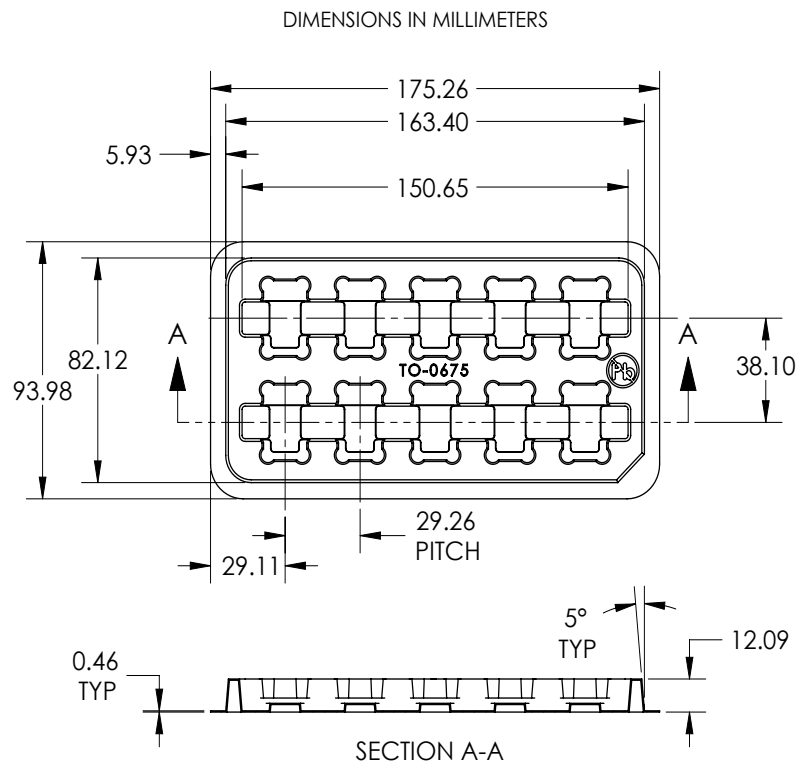 DIMENSIONS IN MILLIMETERS
175.26
163.40
5.93
150.65
A
A
82.12
TO-0675
Pb
38.10
93.98
29.26
PITCH
29.11
5°
TYP
12.09
0.46
TYP
SECTION A-A